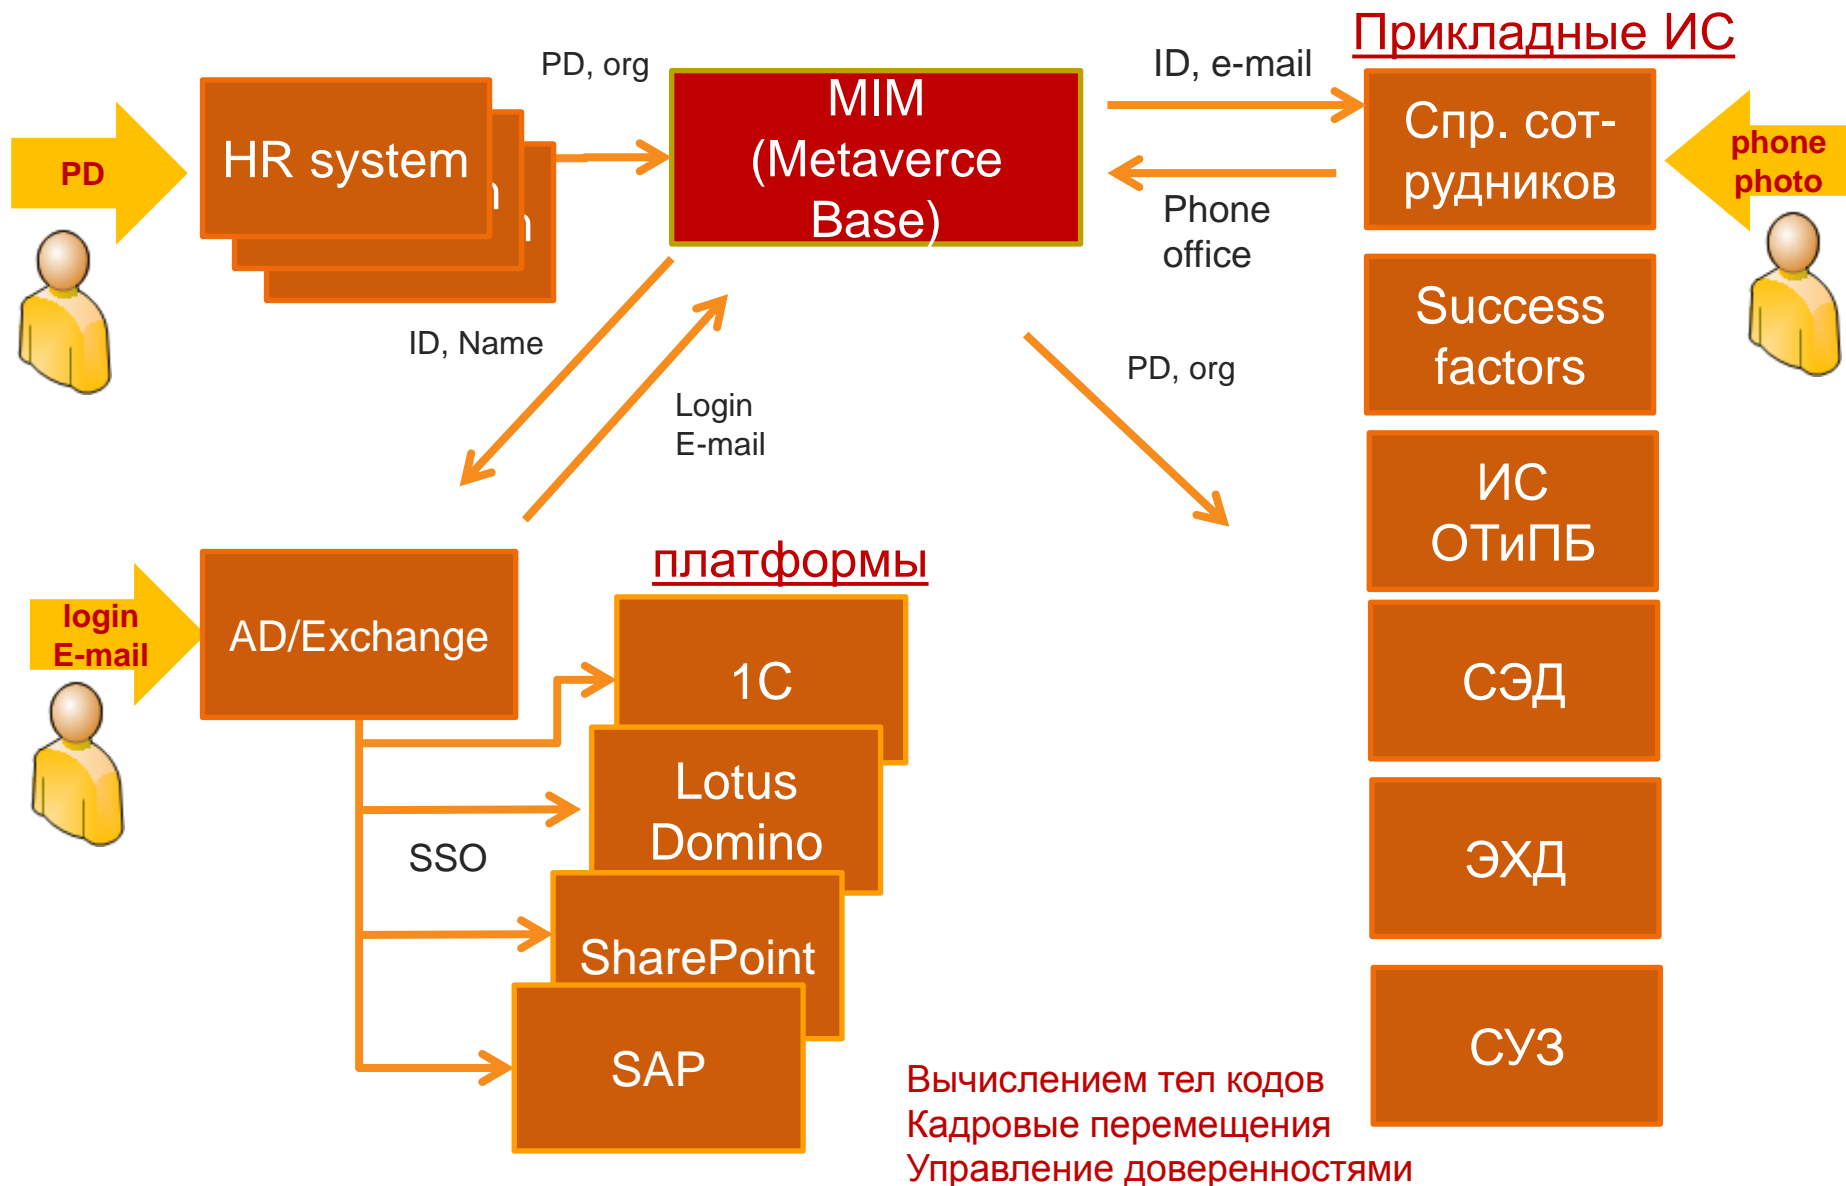 Прикладные ИС
PD, org
ID, e-mail
PD
HR system
n
n
MIM
(Metaverce
Base)
Спр. сот-
рудников
phone
photo
Phone
office
ID, Name
Login
E-mail
PD, org
Success
factors
ИС
ОТиПБ
login
E-mail
AD/Exchange
платформы
1С
Lotus
Domino
SSO
SharePoint
SAP
СЭД
ЭХД
СУЗ
Вычислением тел кодов
Кадровые перемещения
Управление доверенностями